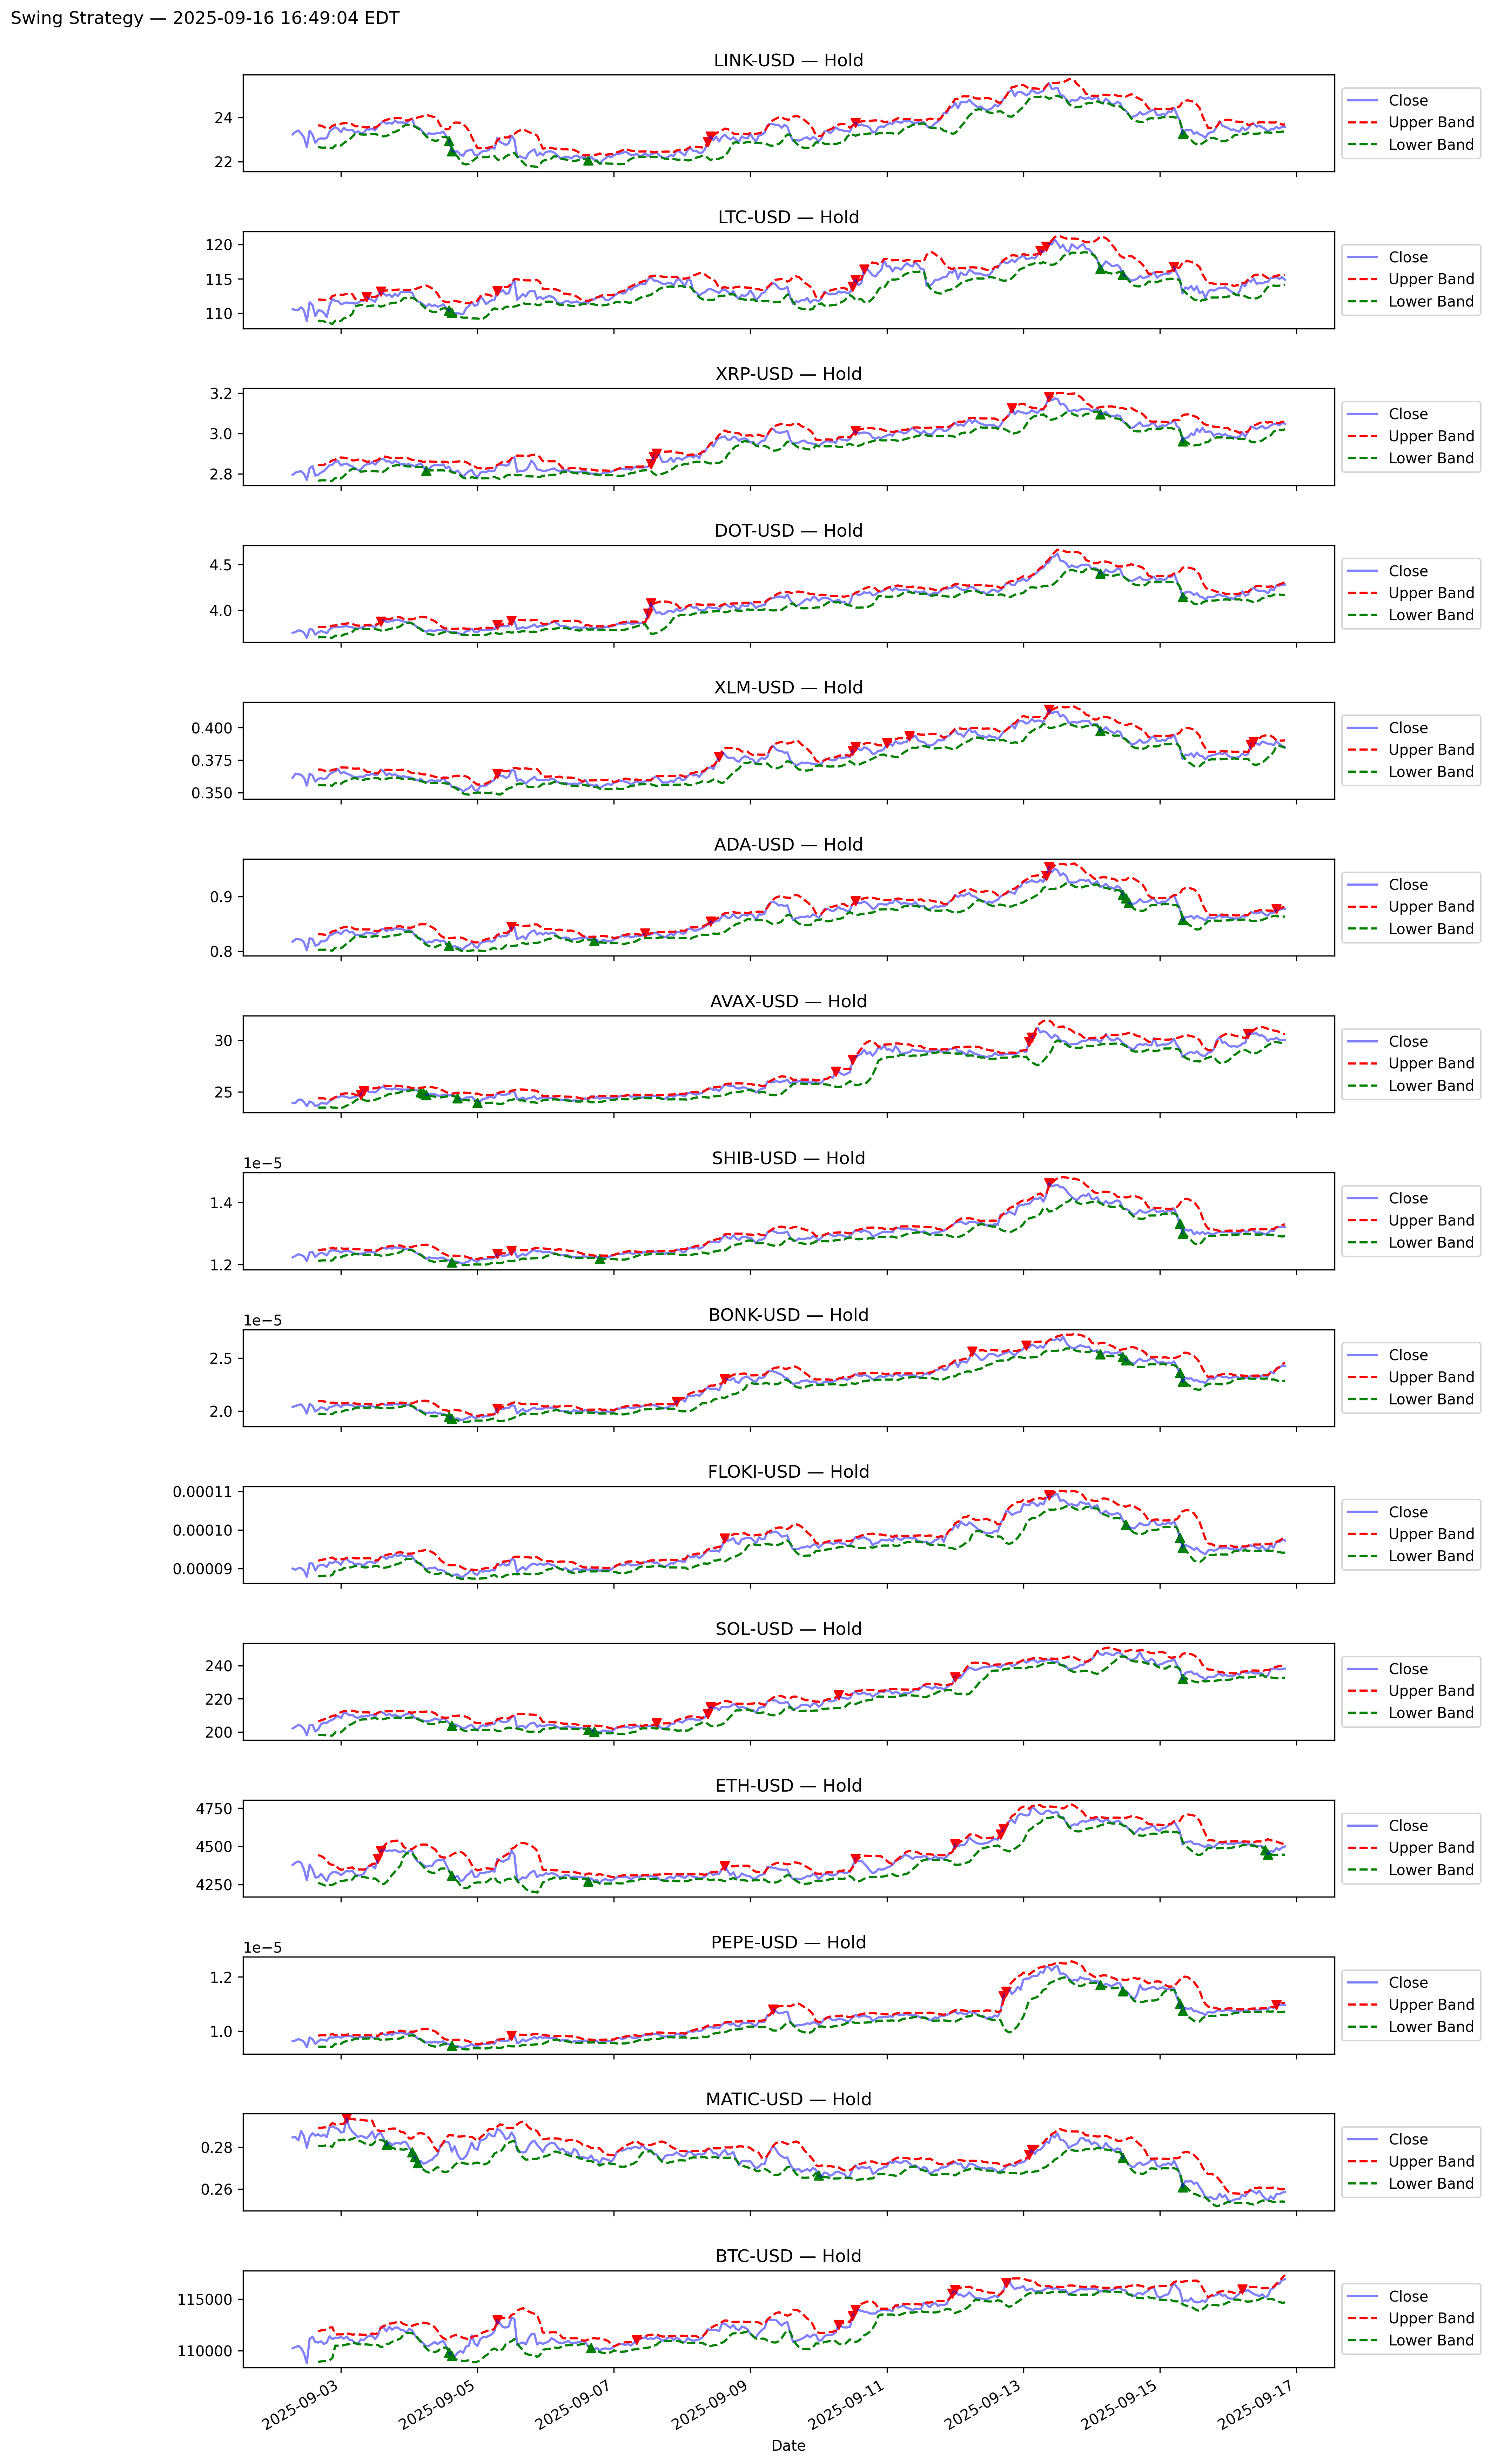 Swing Strategy — 2025-09-16 16:49:04 EDT
LINK-USD — Hold
24
22
Close
Upper Band
Lower Band
LTC-USD — Hold
120
115
110
Close
Upper Band
Lower Band
XRP-USD — Hold
3.2
3.0
2.8
Close
Upper Band
Lower Band
DOT-USD — Hold
4.5
4.0
Close
Upper Band
Lower Band
XLM-USD — Hold
0.400
0.375
0.350
Close
Upper Band
Lower Band
ADA-USD — Hold
0.9
0.8
Close
Upper Band
Lower Band
AVAX-USD — Hold
30
25
Close
Upper Band
Lower Band
SHIB-USD — Hold
1e−5
1.4
1.2
Close
Upper Band
Lower Band
BONK-USD — Hold
1e−5
2.5
2.0
Close
Upper Band
Lower Band
FLOKI-USD — Hold
0.00011
0.00010
0.00009
Close
Upper Band
Lower Band
SOL-USD — Hold
240
220
200
Close
Upper Band
Lower Band
ETH-USD — Hold
4750
4500
4250
Close
Upper Band
Lower Band
PEPE-USD — Hold
1e−5
1.2
1.0
Close
Upper Band
Lower Band
MATIC-USD — Hold
0.28
0.26
Close
Upper Band
Lower Band
BTC-USD — Hold
115000
110000
Close
Upper Band
Lower Band
2025-09-03
2025-09-05
2025-09-07
2025-09-09
2025-09-11
2025-09-13
2025-09-15
2025-09-17
Date